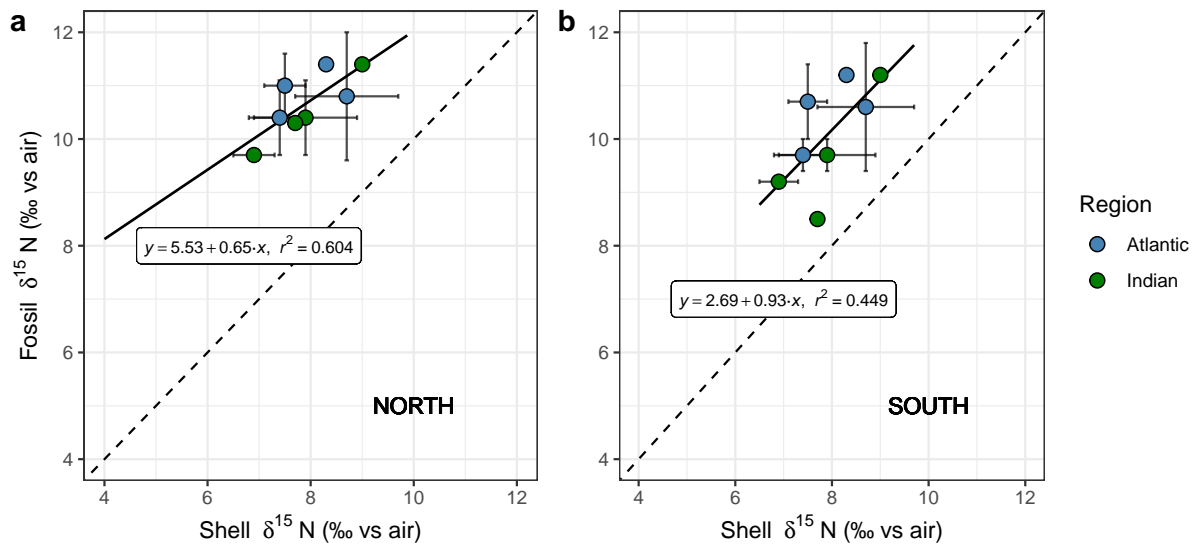 a
b
12
10
8
6
4
Fossil δ¹⁵ N (‰ vs air)
y = 5.53 + 0.65·x, r² = 0.604
NORTH
4 6 8 10 12
Shell δ¹⁵ N (‰ vs air)
12
10
8
6
4
y = 2.69 + 0.93·x, r² = 0.449
SOUTH
4 6 8 10 12
Shell δ¹⁵ N (‰ vs air)
Region
Atlantic
Indian